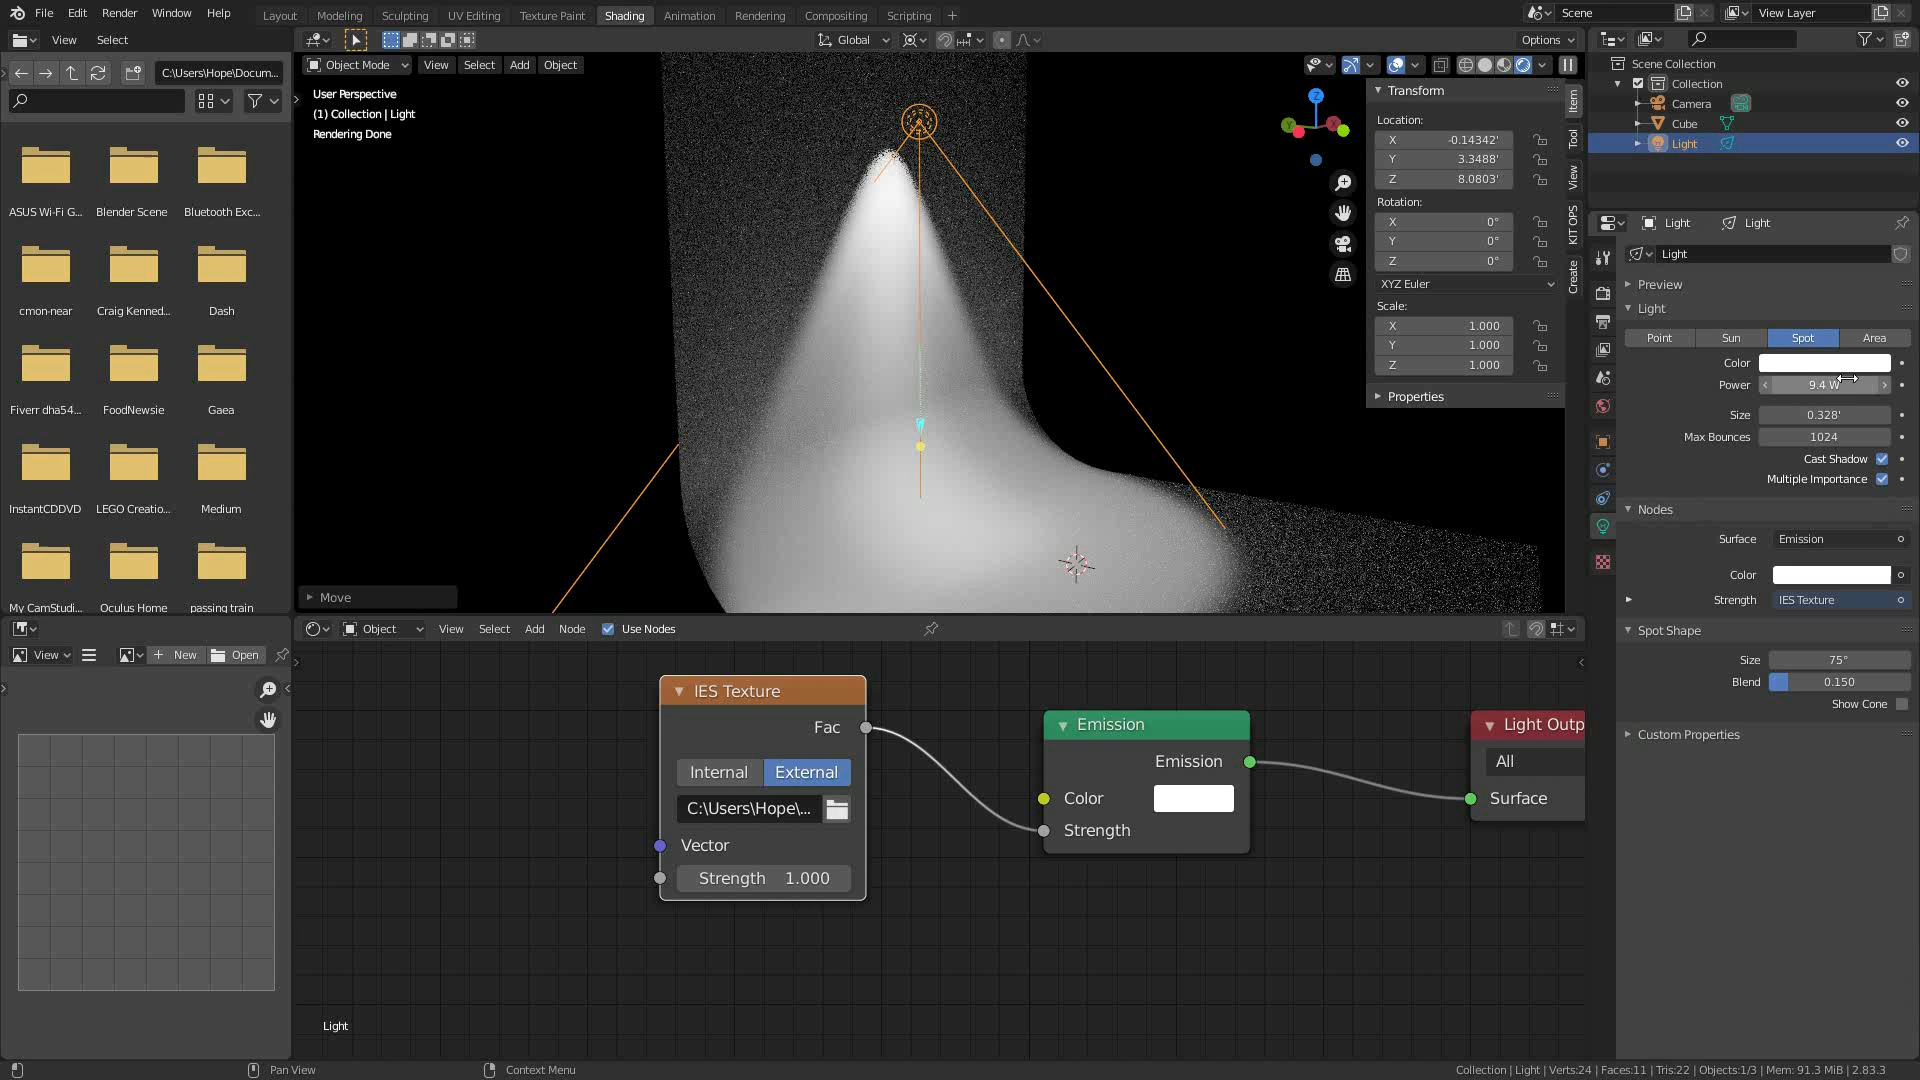 File Edit Render Window Help
Layout Modeling Sculpting UV Editing Texture Paint Shading Animation Rendering Compositing Scripting +
Scene
View Layer
View Select
Global
Options
C:\Users\Hope\Docum...
Object Mode View Select Add Object
User Perspective
(1) Collection | Light
Rendering Done
ASUS Wi-Fi G... Blender Scene Bluetooth Exc...
cmon-near Craig Kenned... Dash
Fiverr dha54... FoodNewsie Gaea
InstantCDDVD LEGO Creatio... Medium
My CamStudi... Oculus Home passing train
Z
Y
X
Transform
Location:
X -0.14342'
Y 3.3488'
Z 8.0803'
Rotation:
X 0°
Y 0°
Z 0°
XYZ Euler
Scale:
X 1.000
Y 1.000
Z 1.000
Properties
Item
Tool
View
KIT OPS
Create
Move
Scene Collection
Collection
Camera
Cube
Light
Light Light
Light
Preview
Light
Point Sun Spot Area
Color
Power 9.4 W
Size 0.328'
Max Bounces 1024
Cast Shadow
Multiple Importance
Nodes
Surface Emission
Color
Strength IES Texture
Spot Shape
Size 75°
Blend 0.150
Show Cone
Custom Properties
Object View Select Add Node Use Nodes
View New Open
IES Texture
Fac
Internal External
C:\Users\Hope\...
Vector
Strength 1.000
Emission
Emission
Color
Strength
Light Outp
All
Surface
Light
Pan View
Context Menu
Collection | Light | Verts:24 | Faces:11 | Tris:22 | Objects:1/3 | Mem: 91.3 MiB | 2.83.3